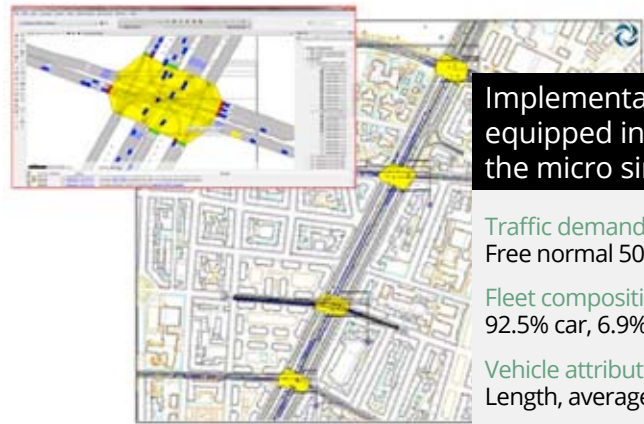 Implementa
equipped in
the micro si
Traffic demand
Free normal 50
Fleet compositi
92.5% car, 6.9%
Vehicle attribut
Length, average